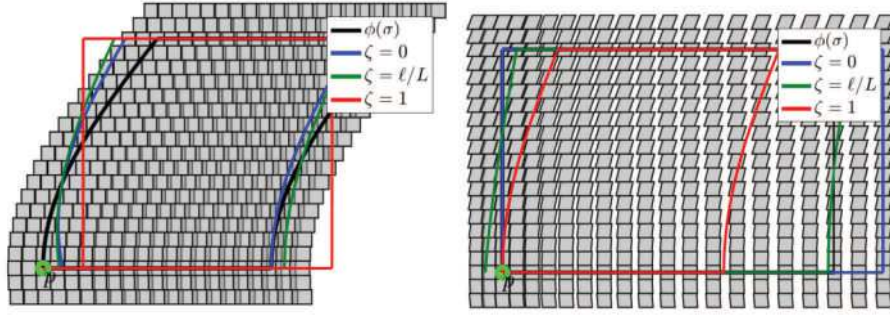 φ(σ)
ζ = 0
ζ = ℓ/L
ζ = 1
p
φ(σ)
ζ = 0
ζ = ℓ/L
ζ = 1
p